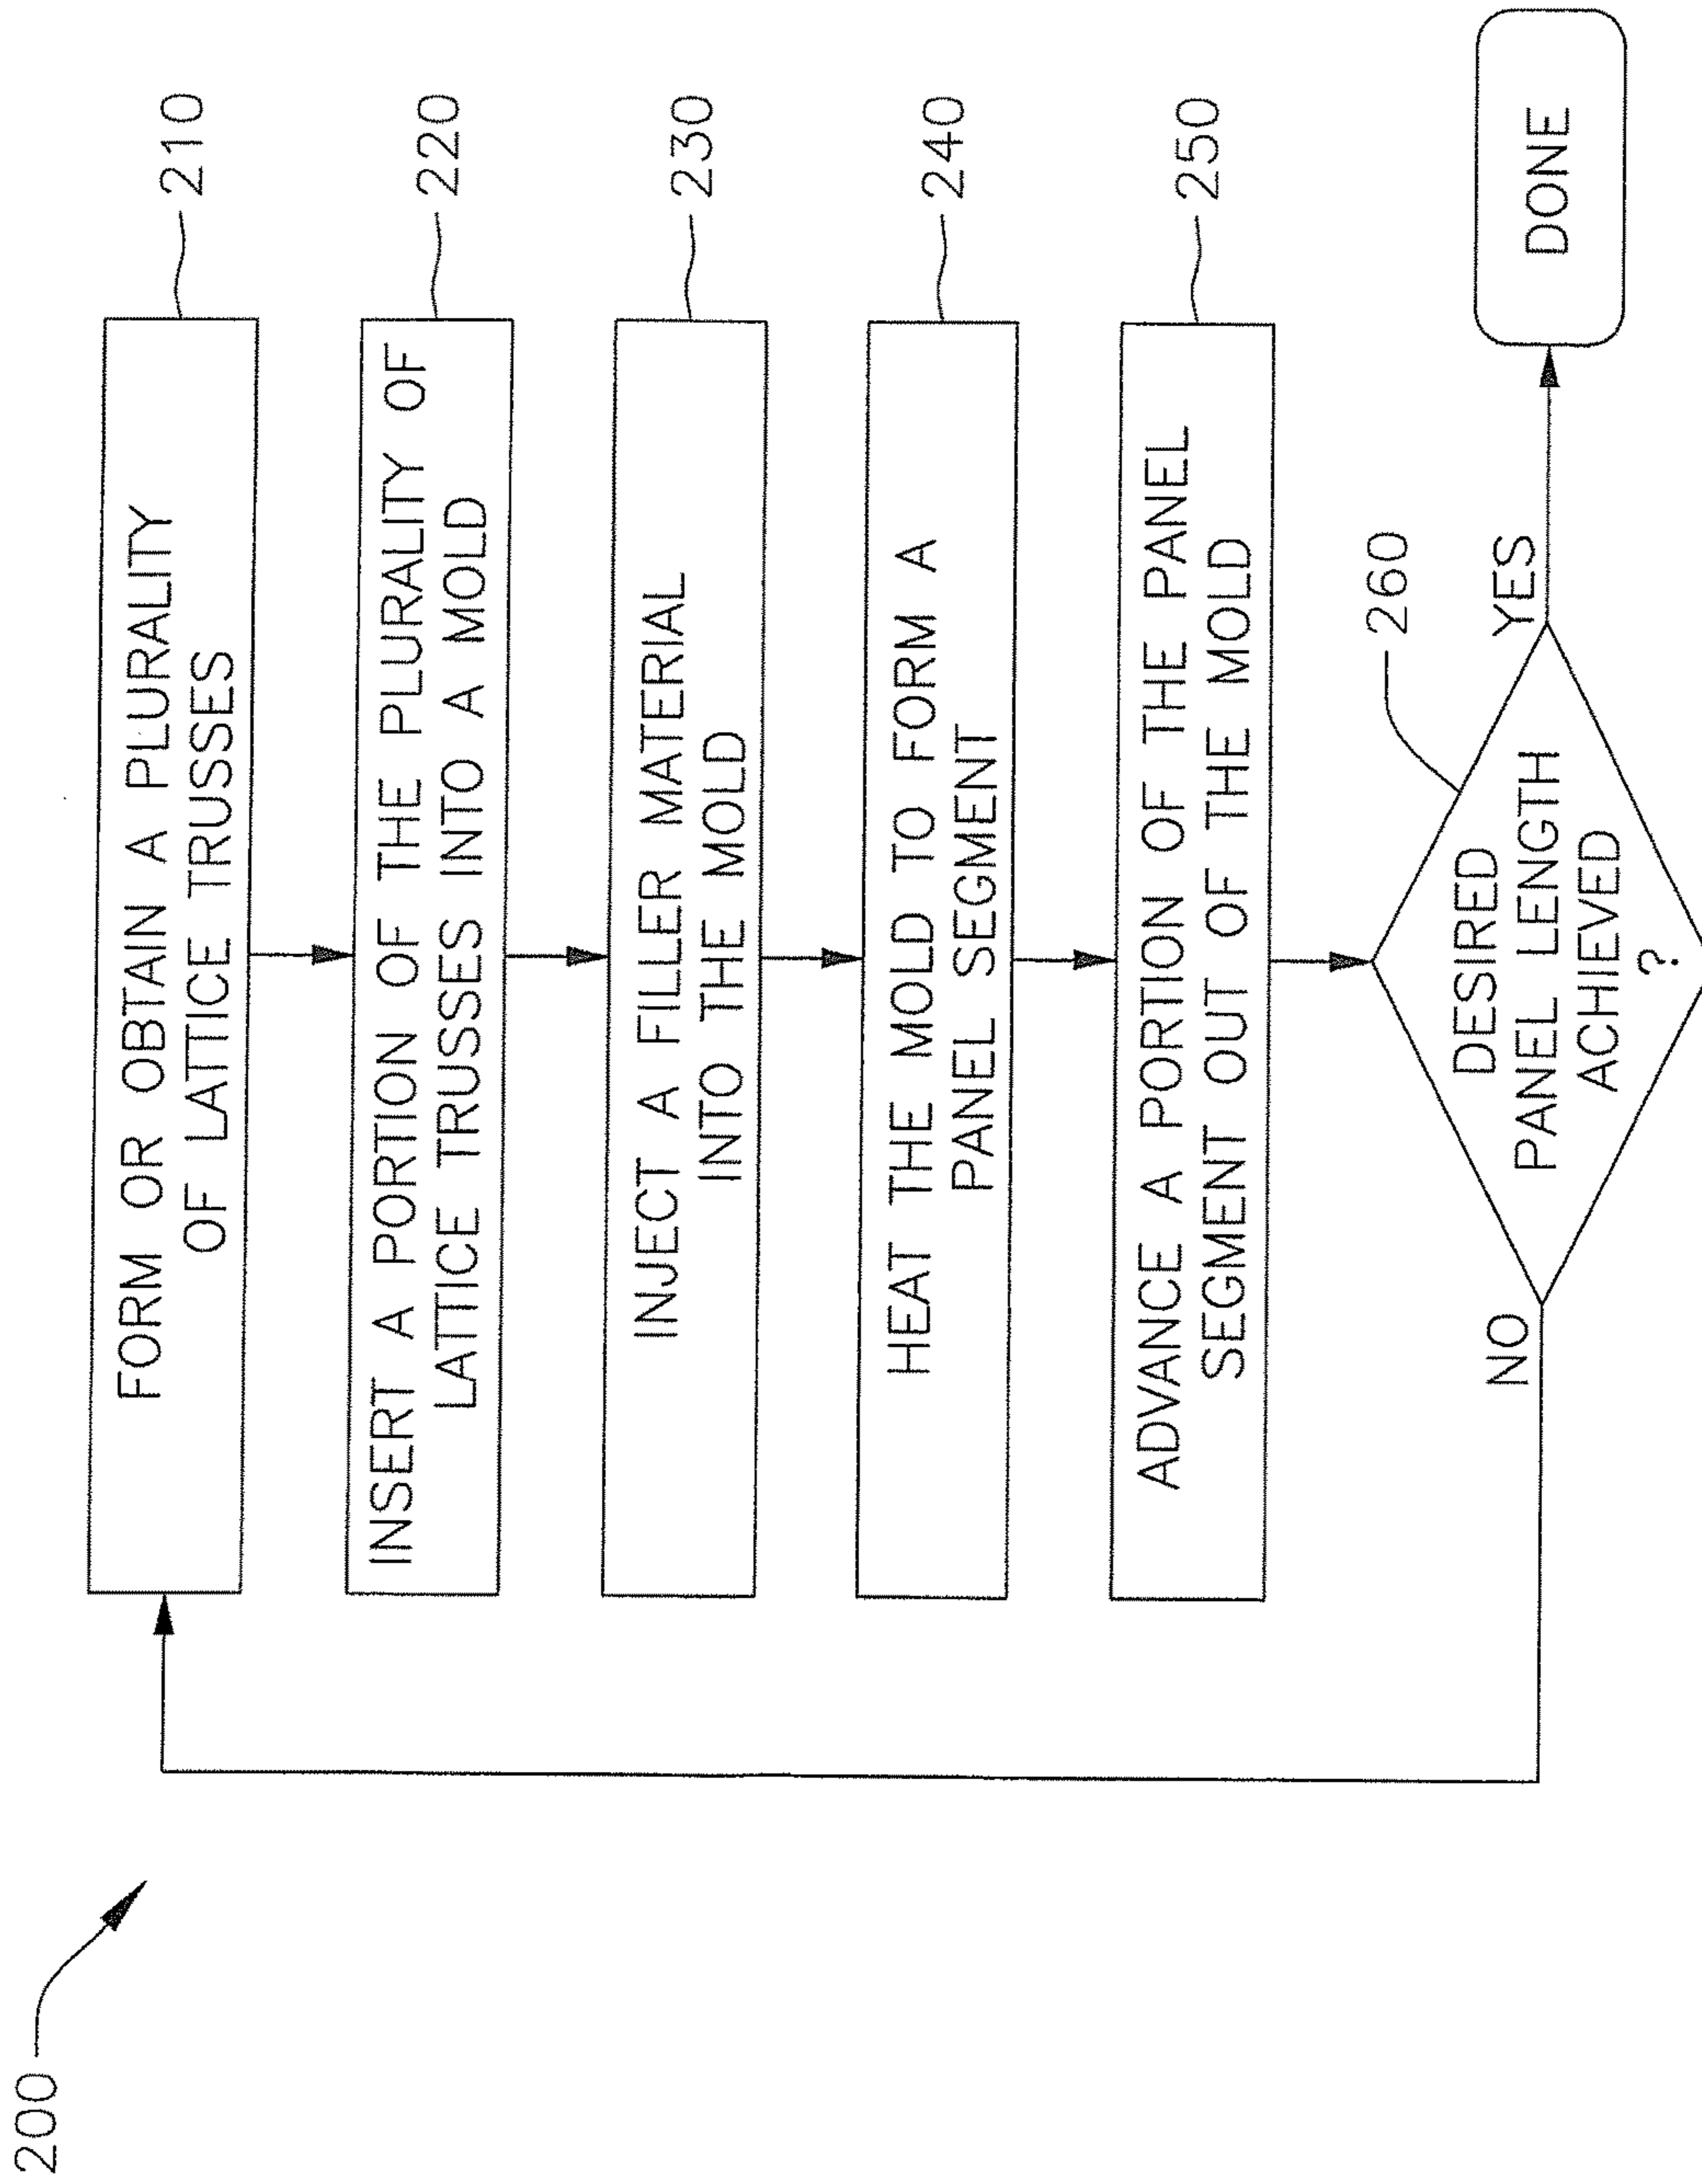 200
FORM OR OBTAIN A PLURALITY
OF LATTICE TRUSSES
210
INSERT A PORTION OF THE PLURALITY OF
LATTICE TRUSSES INTO A MOLD
220
INJECT A FILLER MATERIAL
INTO THE MOLD
230
HEAT THE MOLD TO FORM A
PANEL SEGMENT
240
ADVANCE A PORTION OF THE PANEL
SEGMENT OUT OF THE MOLD
250
260
DESIRED
PANEL LENGTH
ACHIEVED
?
NO
YES
DONE